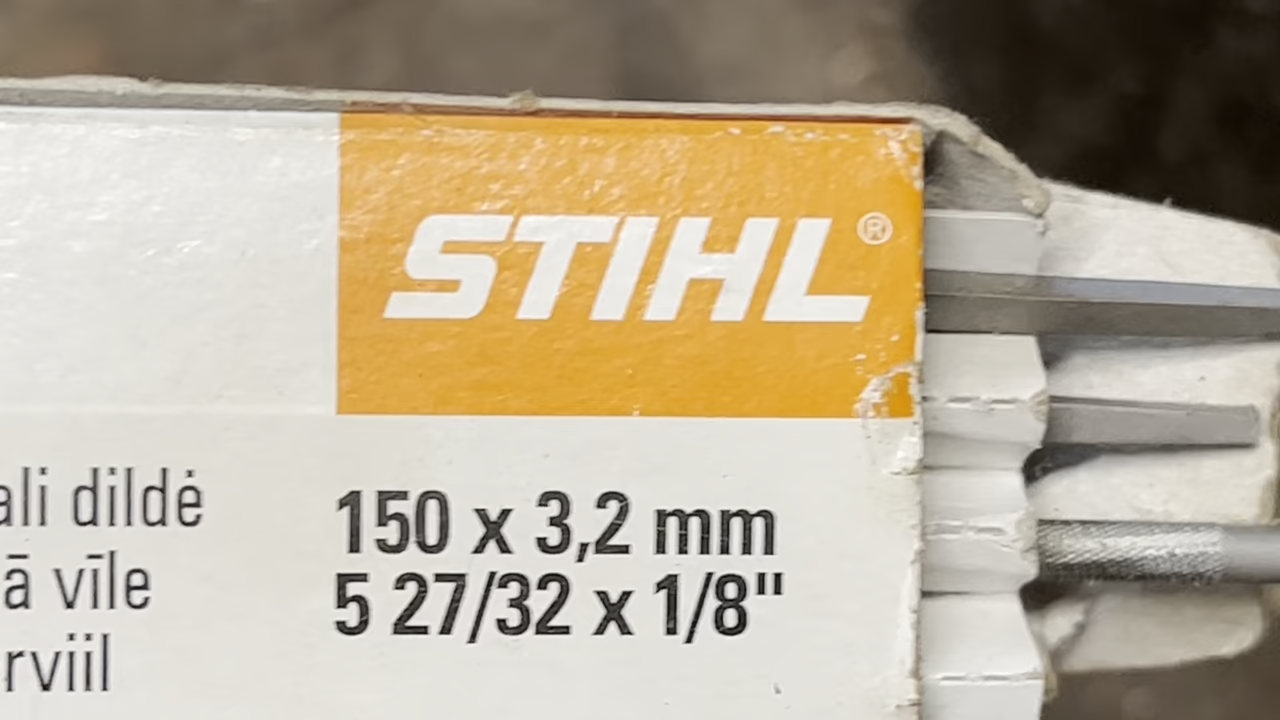 STIHL®
ali dildė
ā vīle
rviil
150 x 3,2 mm
5 27/32 x 1/8"